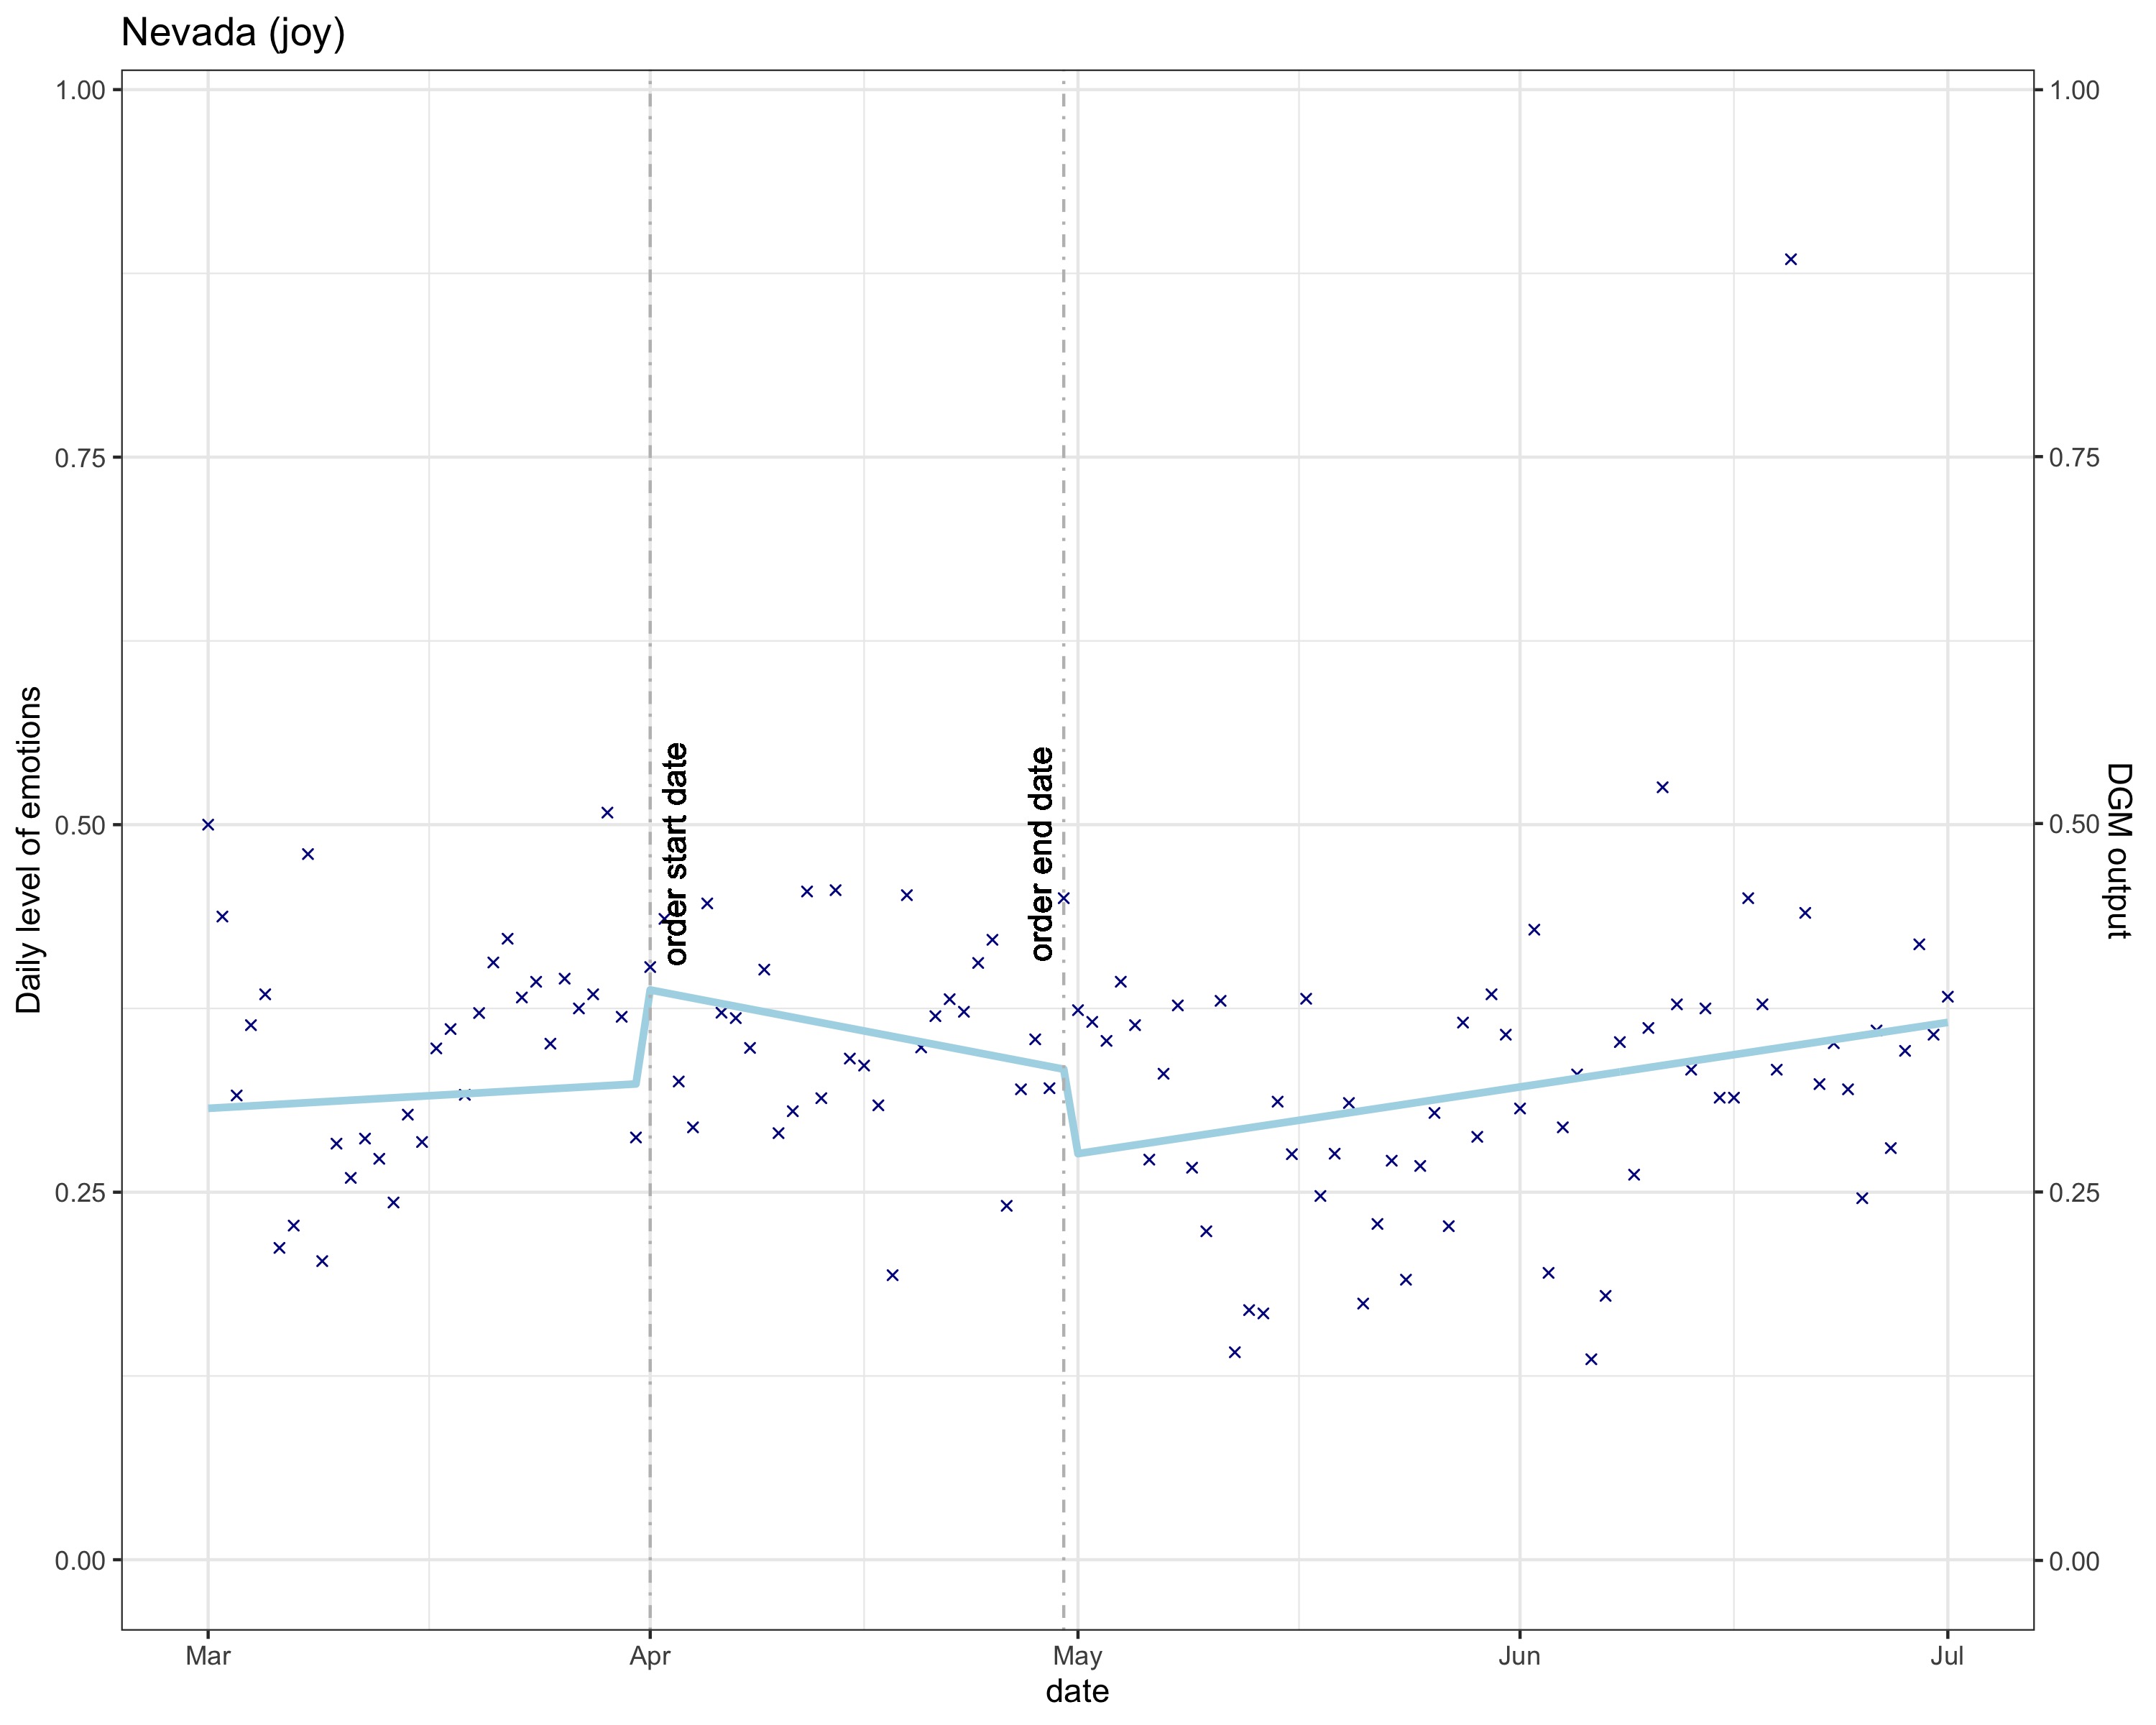 Nevada (joy)
1.00
0.75
0.50
0.25
0.00
Daily level of emotions
order start date
order end date
1.00
0.75
0.50
0.25
0.00
DGM output
Mar
Apr
May
Jun
Jul
date